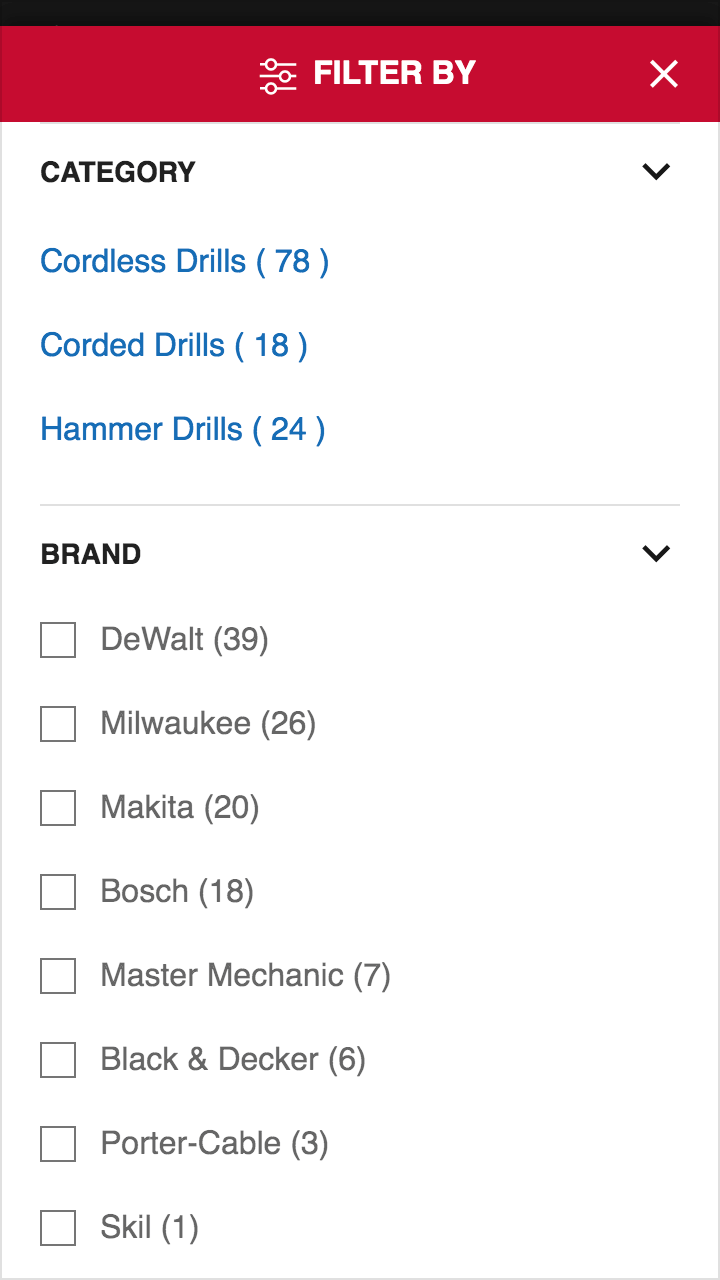 FILTER BY
CATEGORY
Cordless Drills ( 78 )
Corded Drills ( 18 )
Hammer Drills ( 24 )
BRAND
DeWalt (39)
Milwaukee (26)
Makita (20)
Bosch (18)
Master Mechanic (7)
Black & Decker (6)
Porter-Cable (3)
Skil (1)